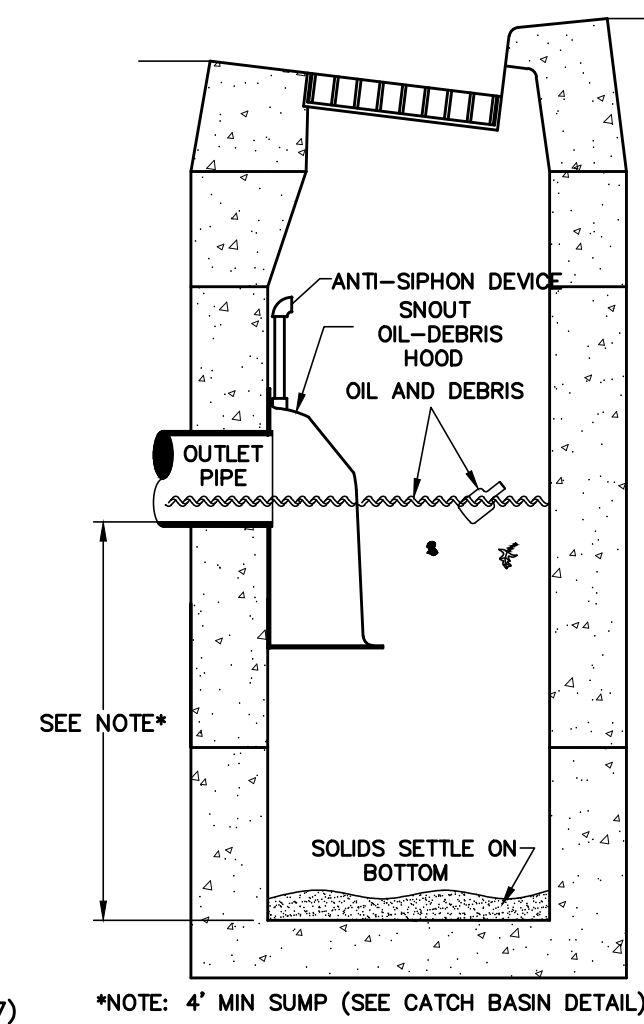 ANTI-SIPHON DEVICE
SNOUT
OIL-DEBRIS
HOOD
OIL AND DEBRIS
OUTLET
PIPE
SEE NOTE*
SOLIDS SETTLE ON
BOTTOM
7)
*NOTE: 4' MIN SUMP (SEE CATCH BASIN DETAIL)